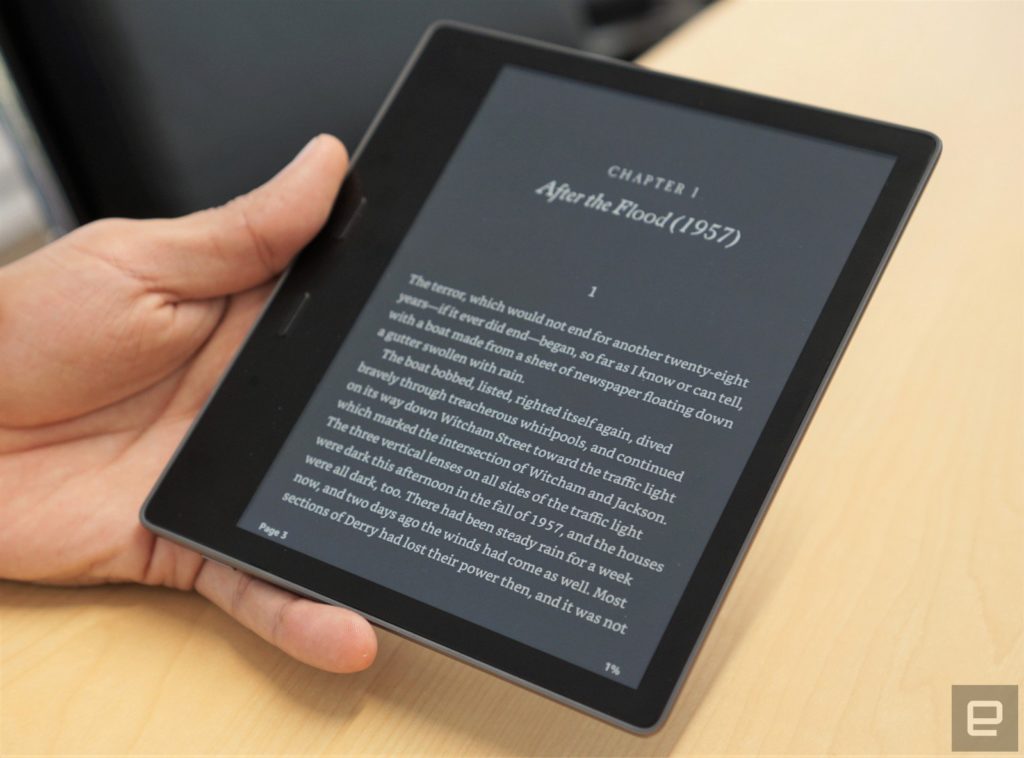 CHAPTER 1
After the Flood (1957)
1
The terror, which would not end for another twenty-eight
years—if it ever did end—began, so far as I know or can tell,
with a boat made from a sheet of newspaper floating down
a gutter swollen with rain.
The boat bobbed, listed, righted itself again, dived
bravely through treacherous whirlpools, and continued
on its way down Witcham Street toward the traffic light
which marked the intersection of Witcham and Jackson.
The three vertical lenses on all sides of the traffic light
were dark this afternoon in the fall of 1957, and the houses
were all dark, too. There had been steady rain for a week
now, and two days ago the winds had come as well. Most
sections of Derry had lost their power then, and it was not
Page 3
1%
e